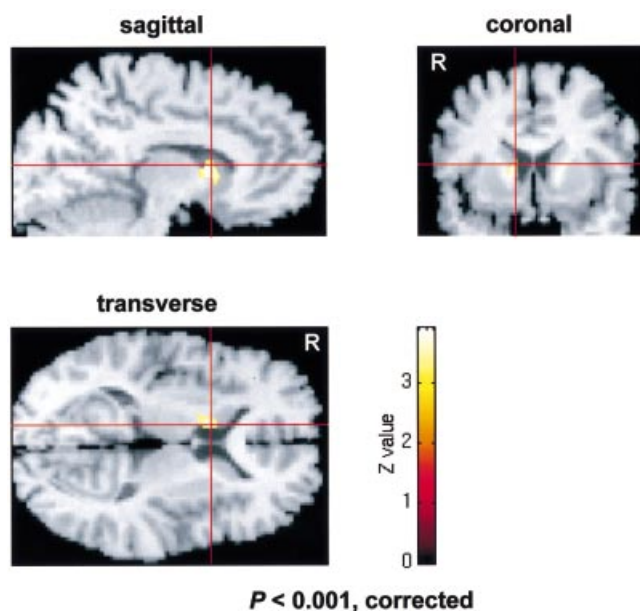 sagittal
coronal
R
transverse
R
3
2
1
0
Z value
P < 0.001, corrected